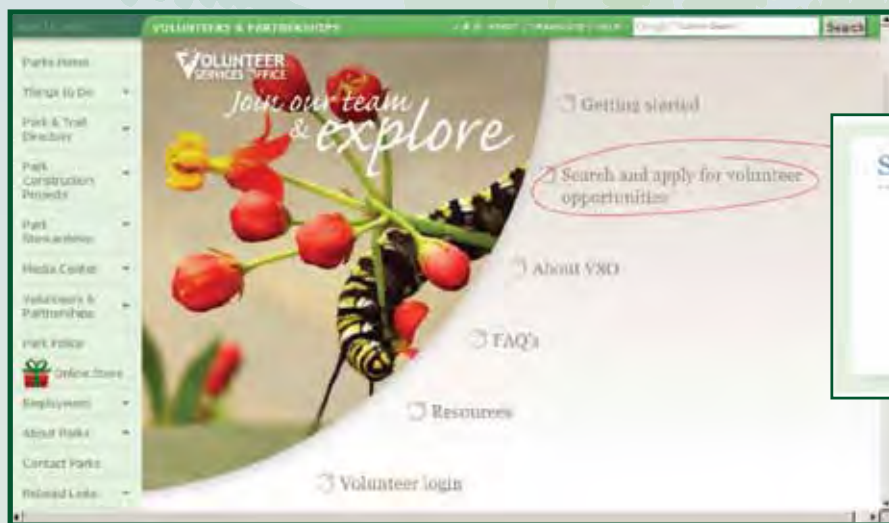 VOLUNTEERS & PARTNERSHIPS
Search
Parks Home
Things to Do
Park & Trail
Directory
Park
Construction
Projects
Park
Stewardship
Media Center
Volunteers &
Partnerships
Park Police
Online Store
Employment
About Parks
Contact Parks
Related Links
VOLUNTEER
SERVICES OFFICE
Join our team
& explore
Getting started
Search and apply for volunteer
opportunities
About VSO
FAQ's
Resources
Volunteer login
S